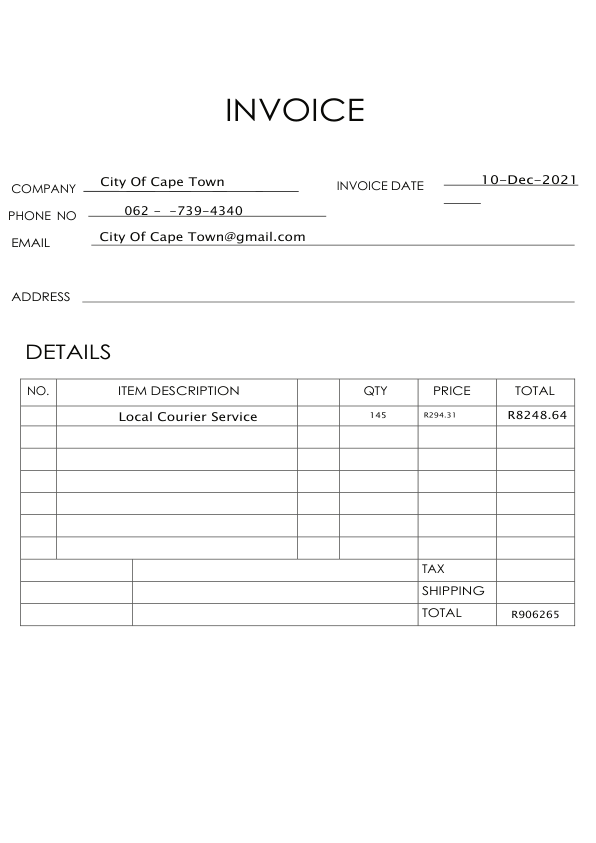 INVOICE
COMPANY City Of Cape Town INVOICE DATE 10-Dec-2021
PHONE NO 062 - -739-4340
EMAIL City Of Cape Town@gmail.com
ADDRESS
DETAILS
NO. ITEM DESCRIPTION QTY PRICE TOTAL
Local Courier Service 145 R294.31 R8248.64
TAX
SHIPPING
TOTAL R906265